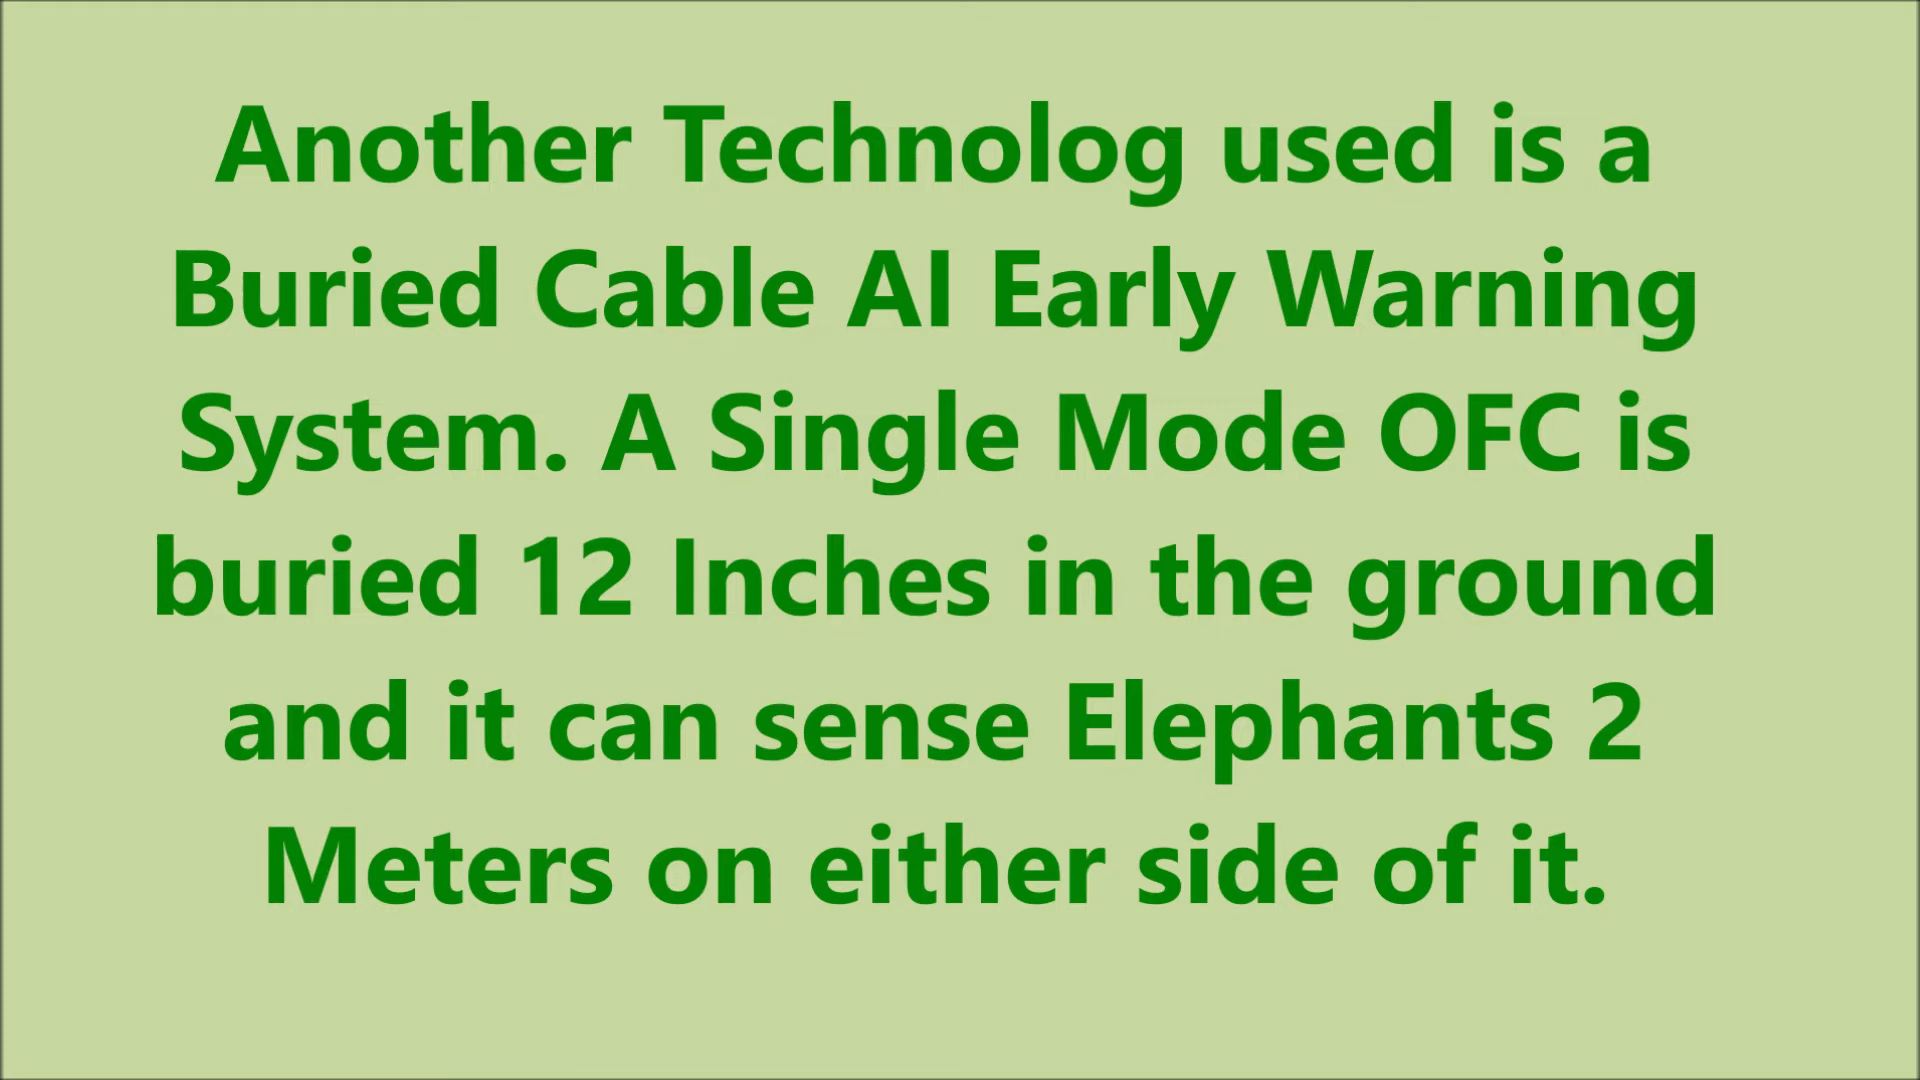 Another Technolog used is a
Buried Cable AI Early Warning
System. A Single Mode OFC is
buried 12 Inches in the ground
and it can sense Elephants 2
Meters on either side of it.